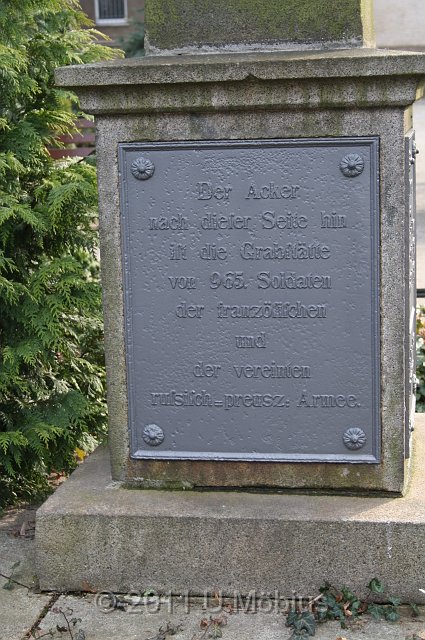 Der Acker
nach dieſer Seite hin
iſt die Grabſtätte
von 965. Soldaten
der franzöſiſchen
und
der vereinten
ruſsiſch=preusz: Armee.
© 2011 U.Möbius